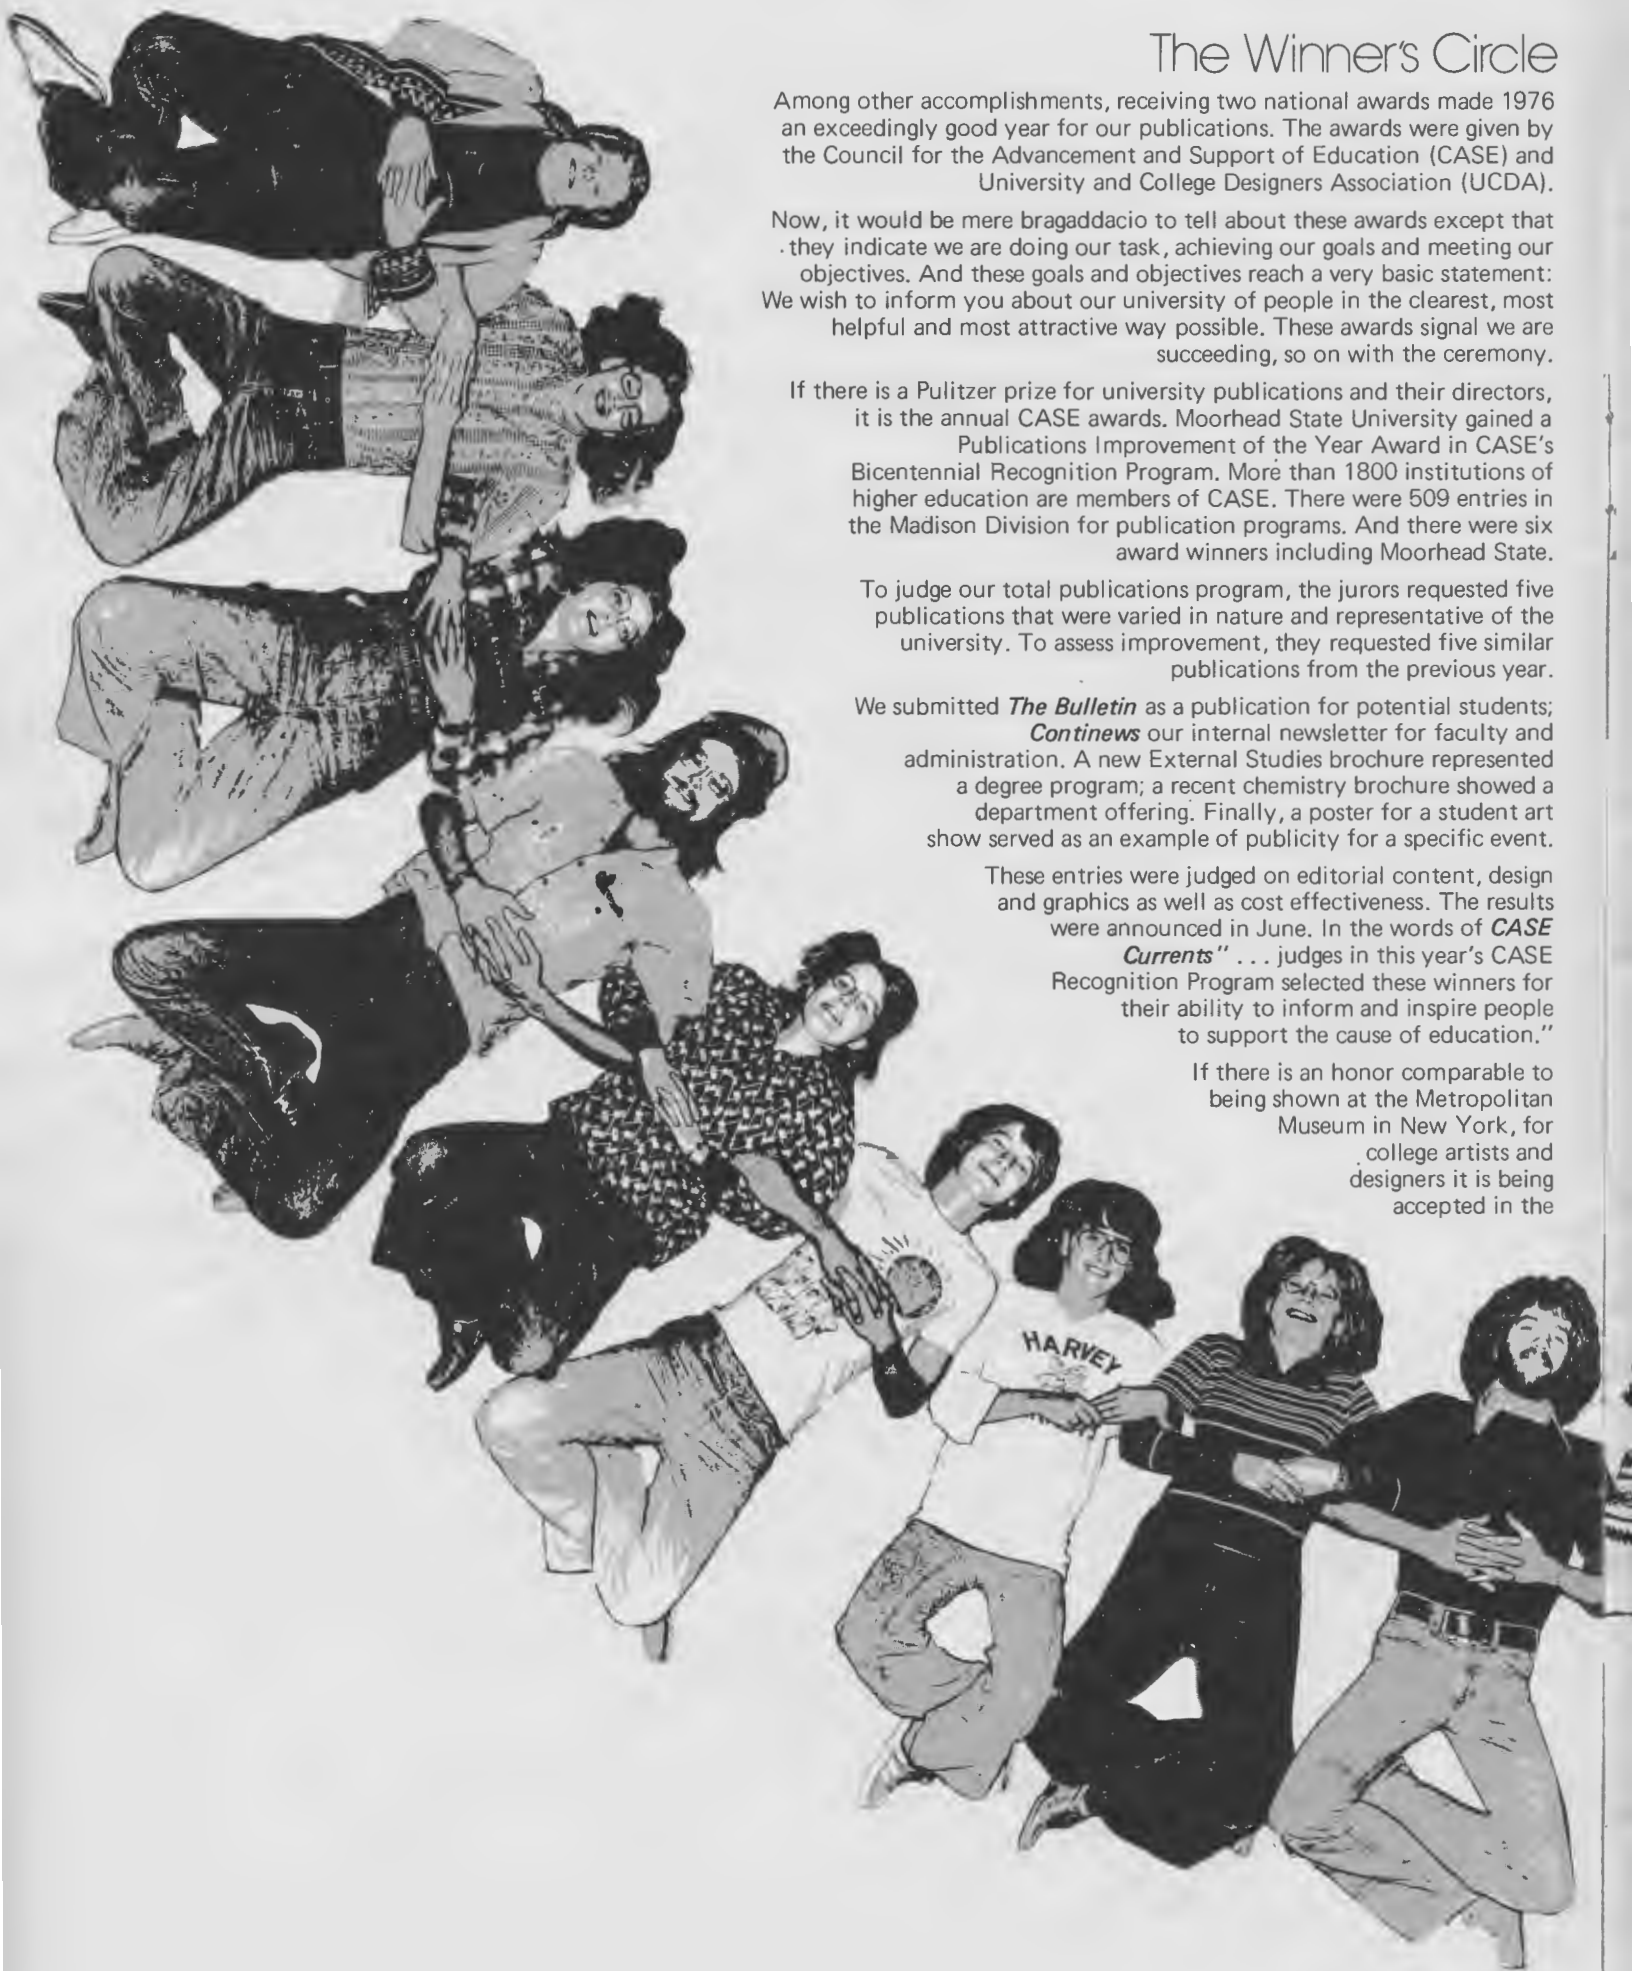 The Winner's Circle
Among other accomplishments, receiving two national awards made 1976
an exceedingly good year for our publications. The awards were given by
the Council for the Advancement and Support of Education (CASE) and
University and College Designers Association (UCDA).
Now, it would be mere bragaddacio to tell about these awards except that
they indicate we are doing our task, achieving our goals and meeting our
objectives. And these goals and objectives reach a very basic statement:
We wish to inform you about our university of people in the clearest, most
helpful and most attractive way possible. These awards signal we are
succeeding, so on with the ceremony.
If there is a Pulitzer prize for university publications and their directors,
it is the annual CASE awards. Moorhead State University gained a
Publications Improvement of the Year Award in CASE's
Bicentennial Recognition Program. More than 1800 institutions of
higher education are members of CASE. There were 509 entries in
the Madison Division for publication programs. And there were six
award winners including Moorhead State.
To judge our total publications program, the jurors requested five
publications that were varied in nature and representative of the
university. To assess improvement, they requested five similar
publications from the previous year.
We submitted The Bulletin as a publication for potential students;
Continews our internal newsletter for faculty and
administration. A new External Studies brochure represented
a degree program; a recent chemistry brochure showed a
department offering. Finally, a poster for a student art
show served as an example of publicity for a specific event.
These entries were judged on editorial content, design
and graphics as well as cost effectiveness. The results
were announced in June. In the words of CASE
Currents" . . . judges in this year's CASE
Recognition Program selected these winners for
their ability to inform and inspire people
to support the cause of education."
If there is an honor comparable to
being shown at the Metropolitan
Museum in New York, for
college artists and
designers it is being
accepted in the
HARVEY